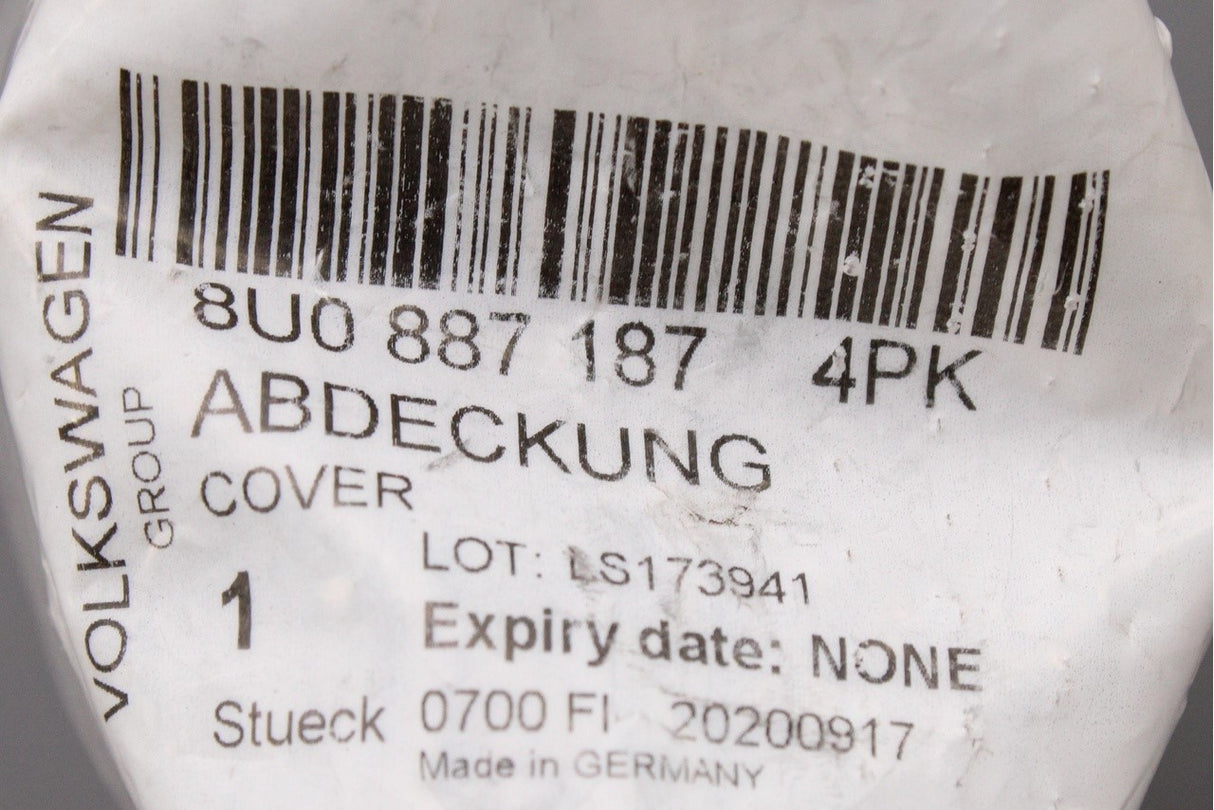 8U0 887 187 4PK
ABDECKUNG
COVER
LOT: LS173941
1
Expiry date: NONE
Stueck 0700 FI 20200917
Made in GERMANY
VOLKSWAGEN
GROUP